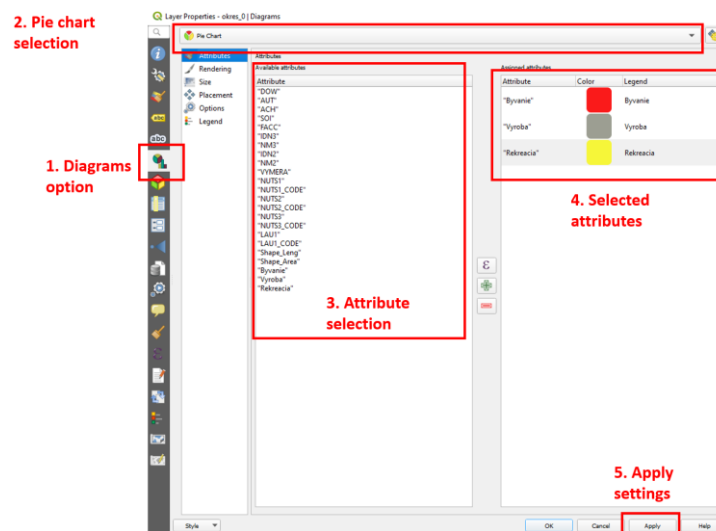 Layer Properties - okres_0 | Diagrams
2. Pie chart
selection
Pie Chart
Attributes
Rendering
Size
Placement
Options
Legend
abc
abc
1. Diagrams
option
Attributes
Available attributes
Attribute
"DOW"
"AUT"
"ACH"
"SOI"
"FACC"
"IDN3"
"NM3"
"IDN2"
"NM2"
"VYMERA"
"NUTS1"
"NUTS1_CODE"
"NUTS2"
"NUTS2_CODE"
"NUTS3"
"NUTS3_CODE"
"LAU1"
"LAU1_CODE"
"Shape_Leng"
"Shape_Area"
"Byvanie"
"Vyroba"
"Rekreacia"
3. Attribute
selection
Assigned attributes
Attribute Color Legend
"Byvanie" Byvanie
"Vyroba" Vyroba
"Rekreacia" Rekreacia
4. Selected
attributes
ε
5. Apply
settings
Style OK Cancel Apply Help